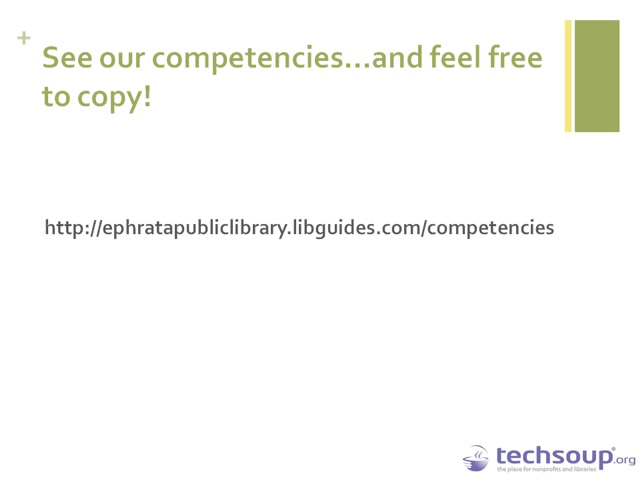 +
See our competencies...and feel free
to copy!
http://ephratapubliclibrary.libguides.com/competencies
techsoup.org
the place for nonprofits and libraries